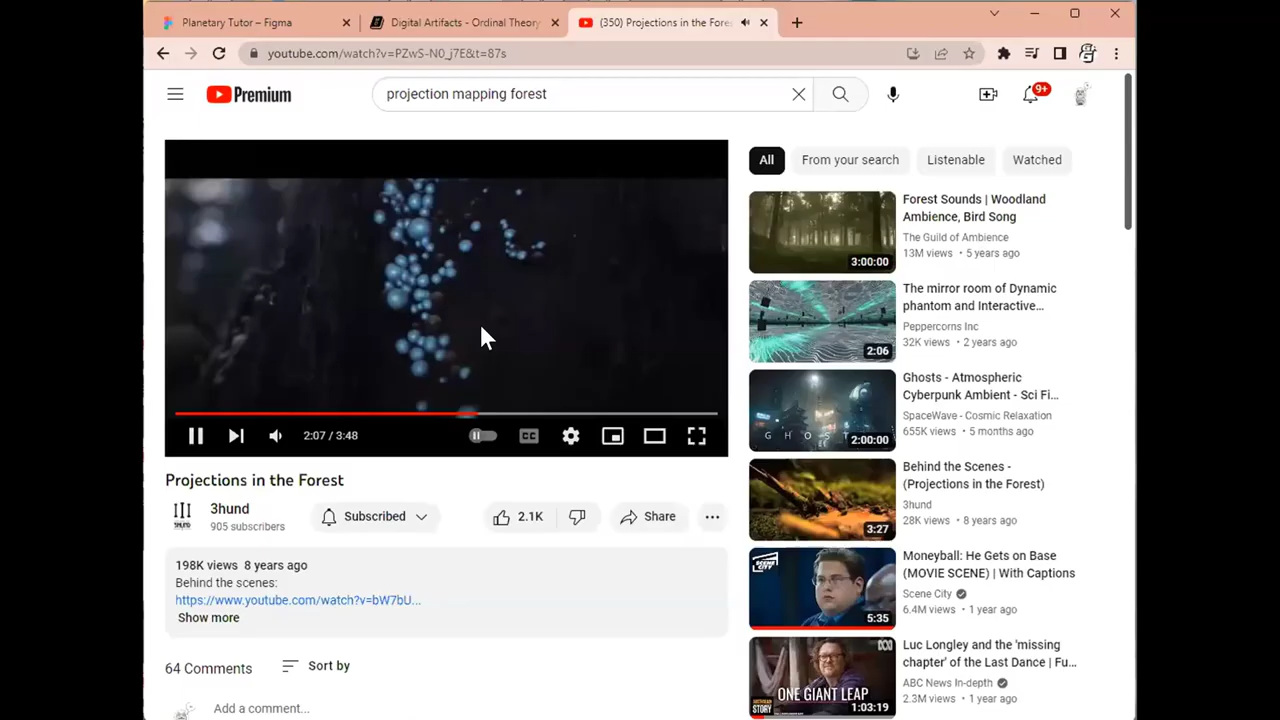 Planetary Tutor – Figma
Digital Artifacts - Ordinal Theory
(350) Projections in the Fores
youtube.com/watch?v=PZwS-N0_j7E&t=87s
Premium
projection mapping forest
9+
2:07 / 3:48
CC
Projections in the Forest
3hund
905 subscribers
Subscribed
2.1K
Share
198K views 8 years ago
Behind the scenes:
https://www.youtube.com/watch?v=bW7bU...
Show more
64 Comments
Sort by
Add a comment...
All
From your search
Listenable
Watched
3:00:00
Forest Sounds | Woodland
Ambience, Bird Song
The Guild of Ambience
13M views • 5 years ago
2:06
The mirror room of Dynamic
phantom and Interactive...
Peppercorns Inc
32K views • 2 years ago
GHOST
2:00:00
Ghosts - Atmospheric
Cyberpunk Ambient - Sci Fi...
SpaceWave - Cosmic Relaxation
655K views • 5 months ago
3:27
Behind the Scenes -
(Projections in the Forest)
3hund
28K views • 8 years ago
SCENE
CITY
5:35
Moneyball: He Gets on Base
(MOVIE SCENE) | With Captions
Scene City
6.4M views • 1 year ago
ONE GIANT LEAP
STORY
1:03:19
Luc Longley and the 'missing
chapter' of the Last Dance | Fu...
ABC News In-depth
2.3M views • 1 year ago